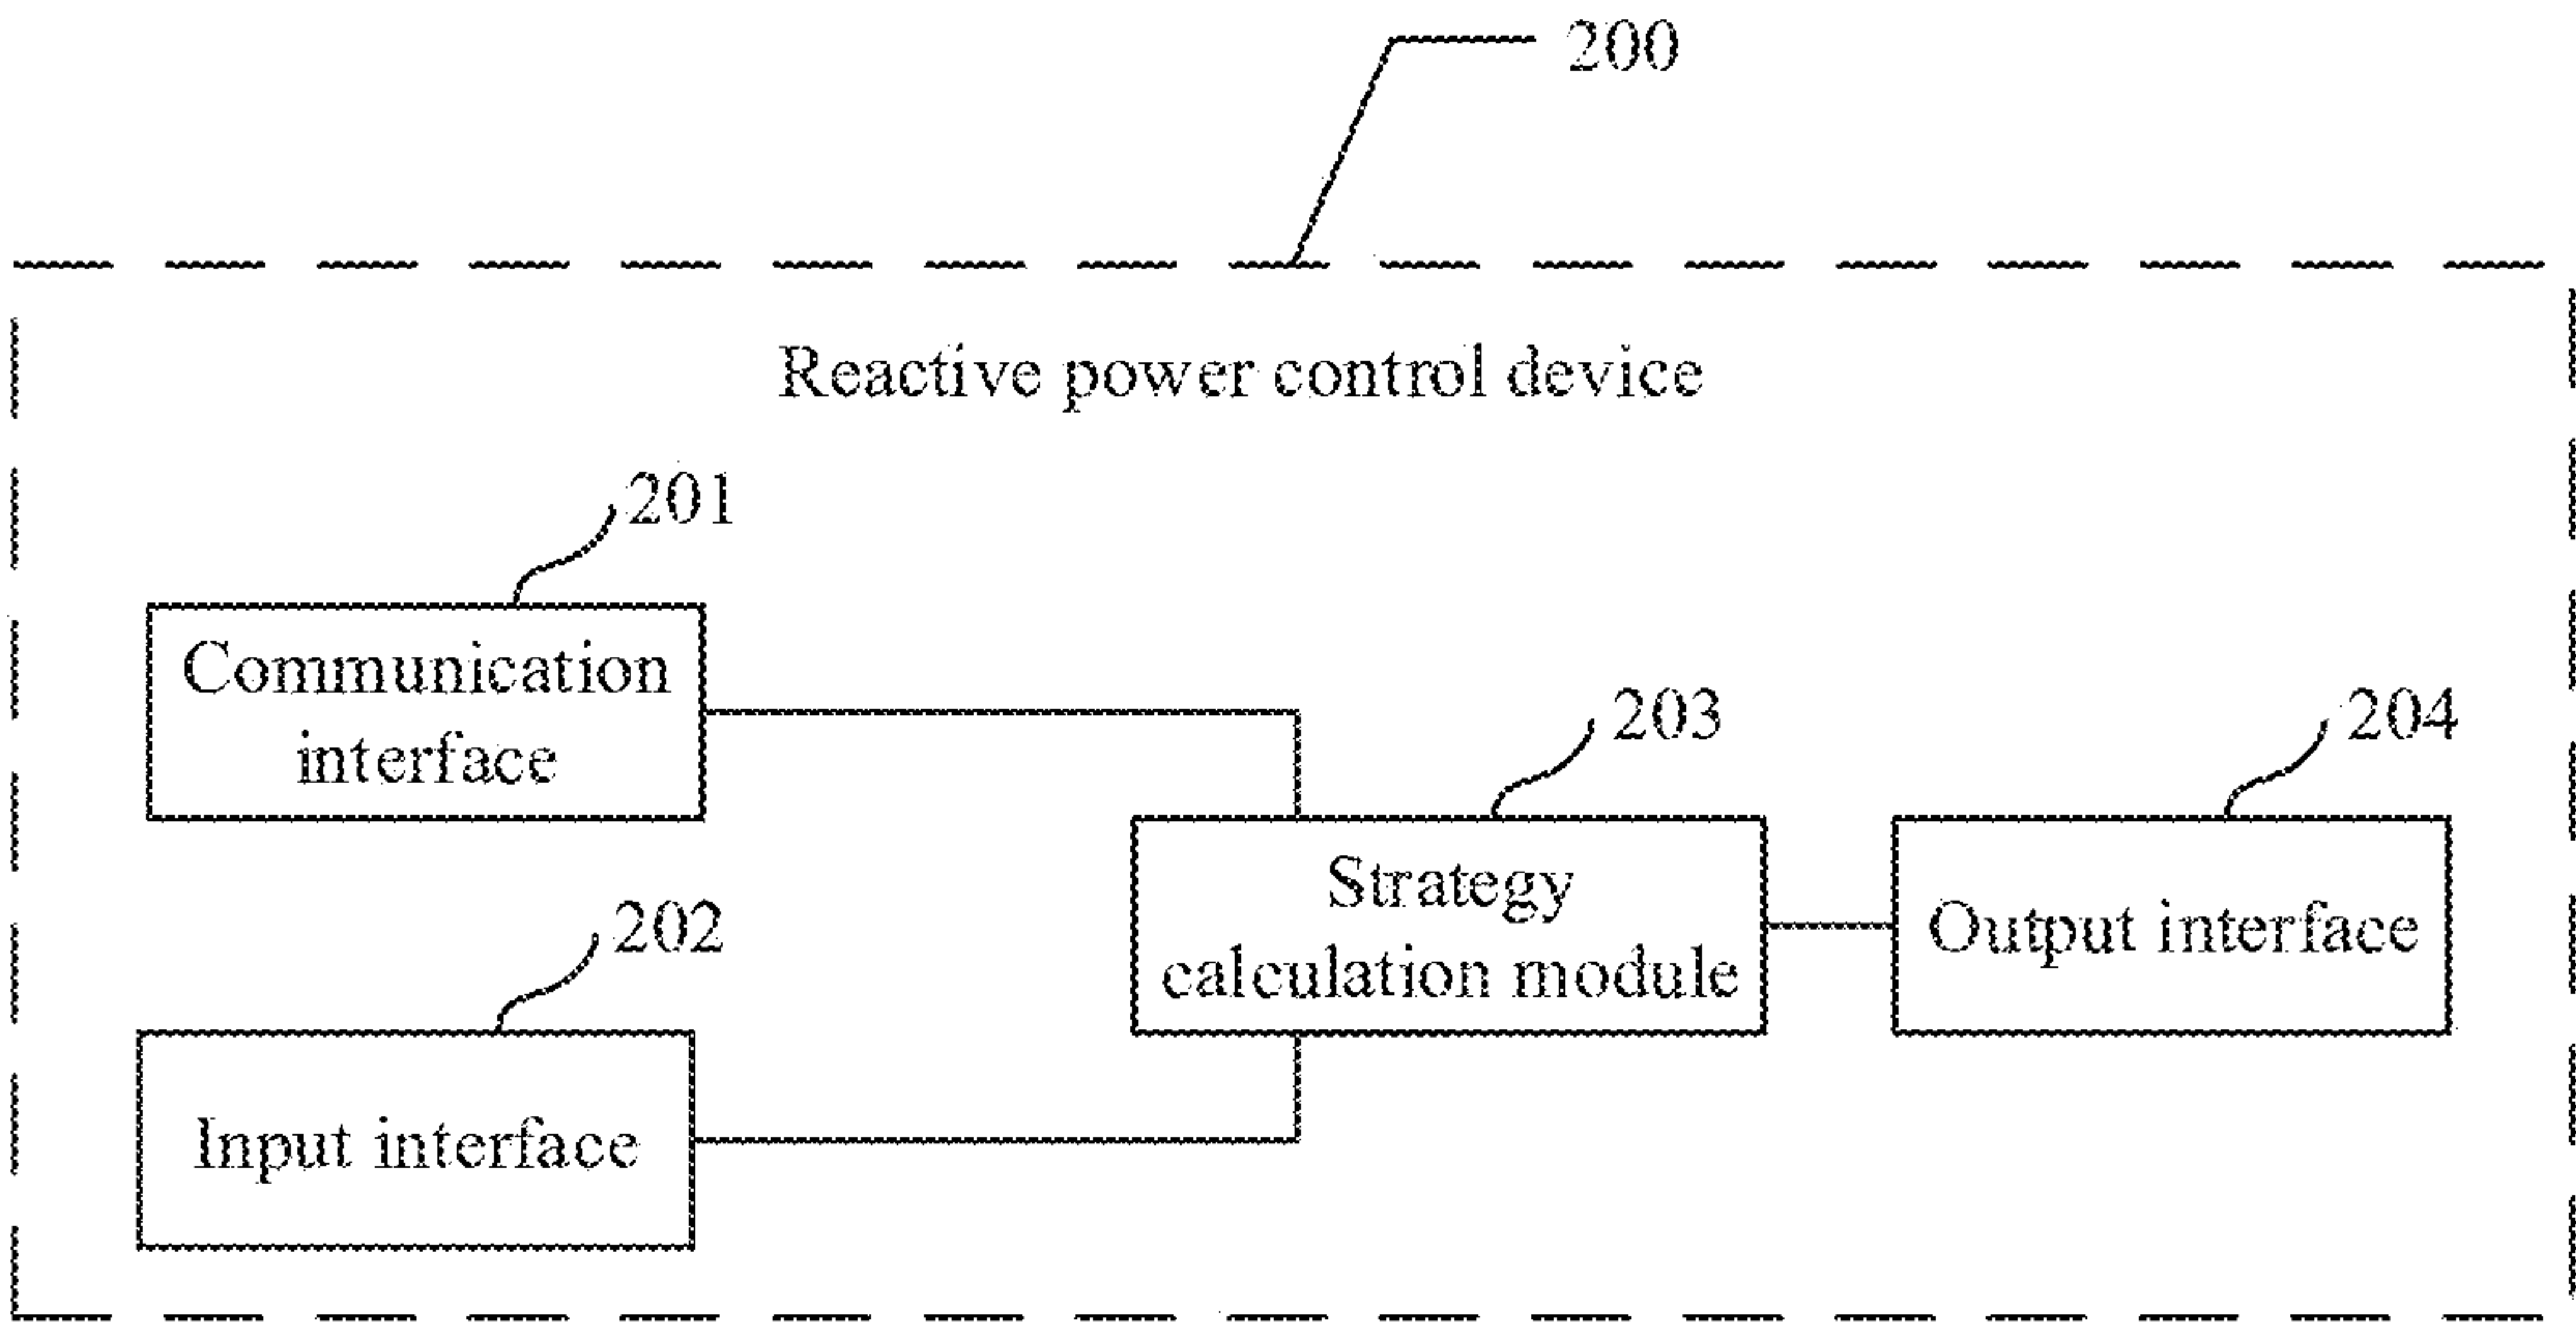 200
Reactive power control device
201
Communication
interface
203
204
Strategy
calculation module
Output interface
202
Input interface